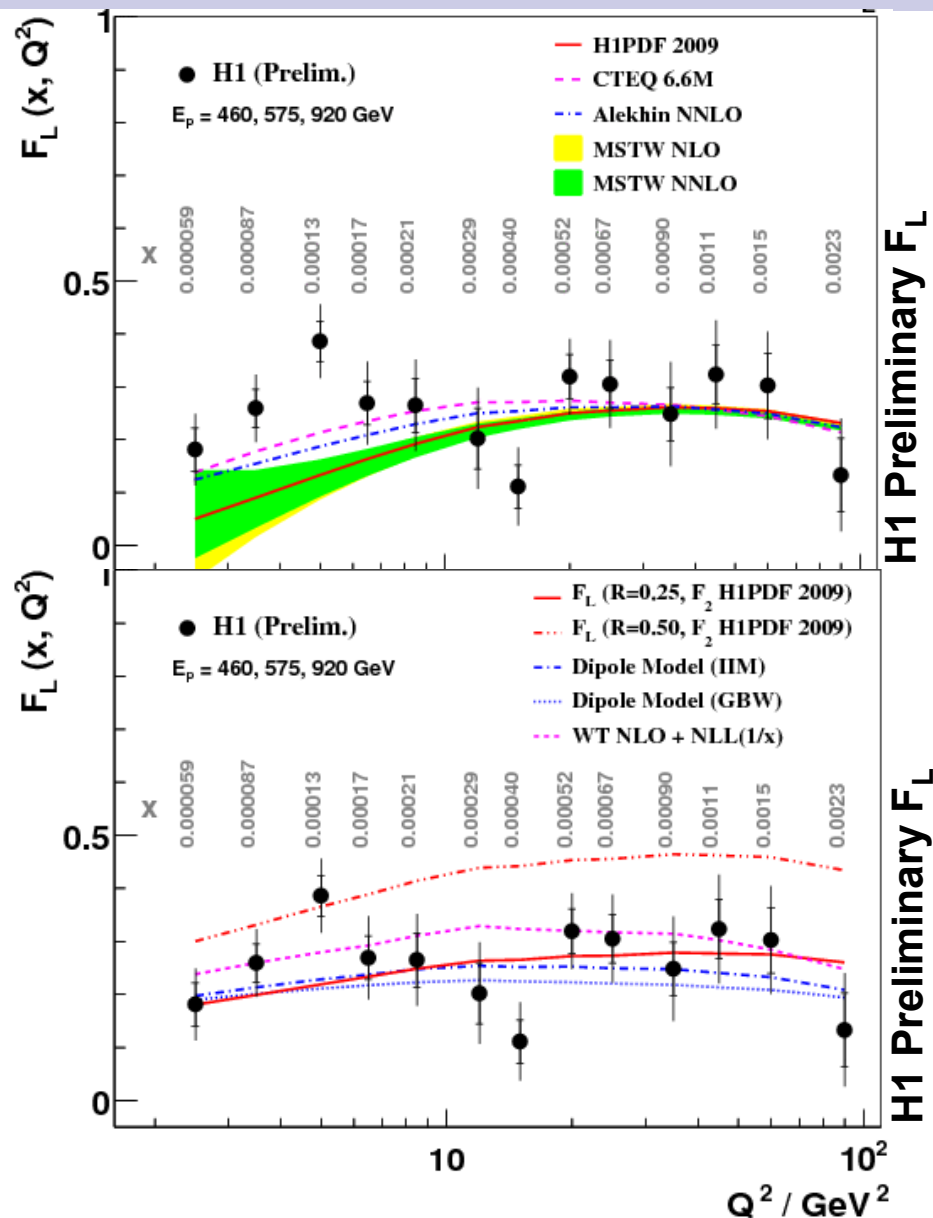 1
F_L (x, Q^2)
H1 (Prelim.)
E_p = 460, 575, 920 GeV
H1PDF 2009
CTEQ 6.6M
Alekhin NNLO
MSTW NLO
MSTW NNLO
x
0.000059
0.000087
0.00013
0.00017
0.00021
0.00029
0.00040
0.00052
0.00067
0.00090
0.0011
0.0015
0.0023
0.5
0
H1 Preliminary F_L
F_L (x, Q^2)
H1 (Prelim.)
E_p = 460, 575, 920 GeV
F_L (R=0.25, F_2 H1PDF 2009)
F_L (R=0.50, F_2 H1PDF 2009)
Dipole Model (IIM)
Dipole Model (GBW)
WT NLO + NLL(1/x)
x
0.000059
0.000087
0.00013
0.00017
0.00021
0.00029
0.00040
0.00052
0.00067
0.00090
0.0011
0.0015
0.0023
0.5
0
H1 Preliminary F_L
10
10^2
Q^2 / GeV^2